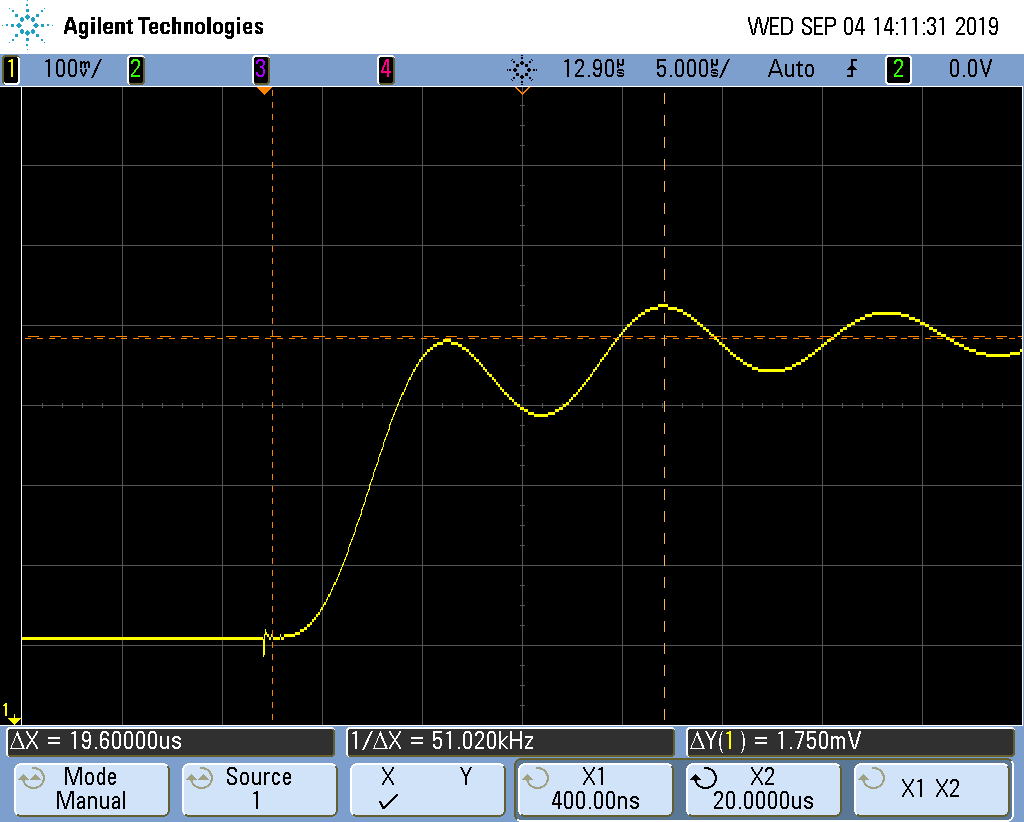 Agilent Technologies WED SEP 04 14:11:31 2019
1 100mV/ 2 3 4 12.90µs 5.000µs/ Auto 2 0.0V
1
ΔX = 19.60000us 1/ΔX = 51.020kHz ΔY(1) = 1.750mV
Mode Source X Y X1 X2 X1 X2
Manual 1 ✓ 400.00ns 20.0000us